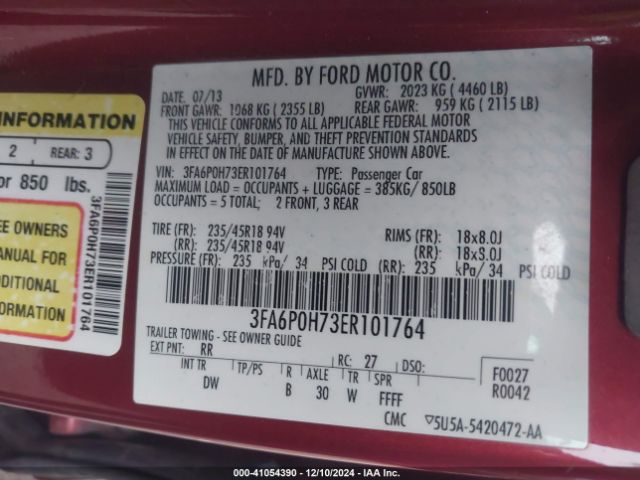 INFORMATION
2 REAR: 3
or 850 lbs.
EE OWNERS
MANUAL FOR
ADDITIONAL
INFORMATION
3FA6P0H73ER101764
MFD. BY FORD MOTOR CO.
DATE: 07/13 GVWR: 2023 KG ( 4460 LB)
FRONT GAWR: 1068 KG ( 2355 LB) REAR GAWR: 959 KG ( 2115 LB)
THIS VEHICLE CONFORMS TO ALL APPLICABLE FEDERAL MOTOR
VEHICLE SAFETY, BUMPER, AND THEFT PREVENTION STANDARDS
IN EFFECT ON THE DATE OF MANUFACTURE SHOWN ABOVE.
VIN: 3FA6P0H73ER101764 TYPE: Passenger Car
MAXIMUM LOAD = OCCUPANTS + LUGGAGE = 385KG/ 850LB
OCCUPANTS = 5 TOTAL; 2 FRONT, 3 REAR
TIRE (FR): 235/45R18 94V RIMS (FR): 18x8.0J
(RR): 235/45R18 94V (RR): 18x8.0J
PRESSURE (FR): 235 kPa/ 34 PSI COLD (RR): 235 kPa/ 34 PSI COLD
3FA6P0H73ER101764
TRAILER TOWING - SEE OWNER GUIDE
EXT PNT: RR RC: 27 DSO:
INT TR TP/PS R AXLE TR SPR
DW B 30 W FFFF
F0027
R0042
CMC 5U5A-5420472-AA
000-41054390 - 12/10/2024 - IAA Inc.